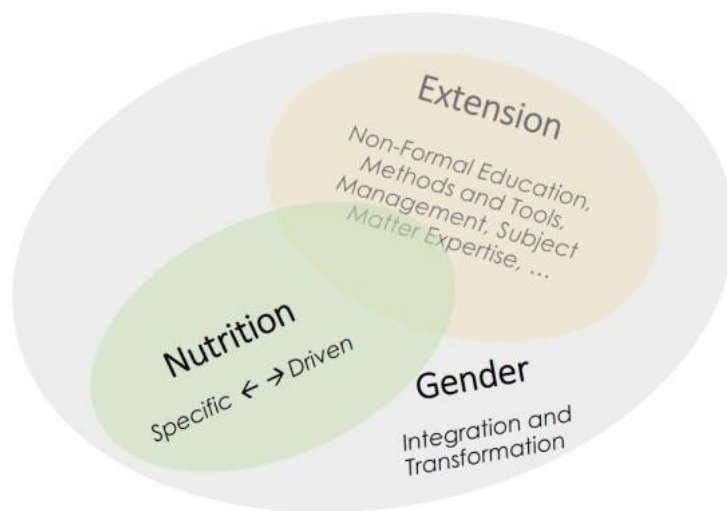 Extension
Non-Formal Education,
Methods and Tools,
Management, Subject
Matter Expertise, ...
Nutrition
Specific ← → Driven
Gender
Integration and
Transformation